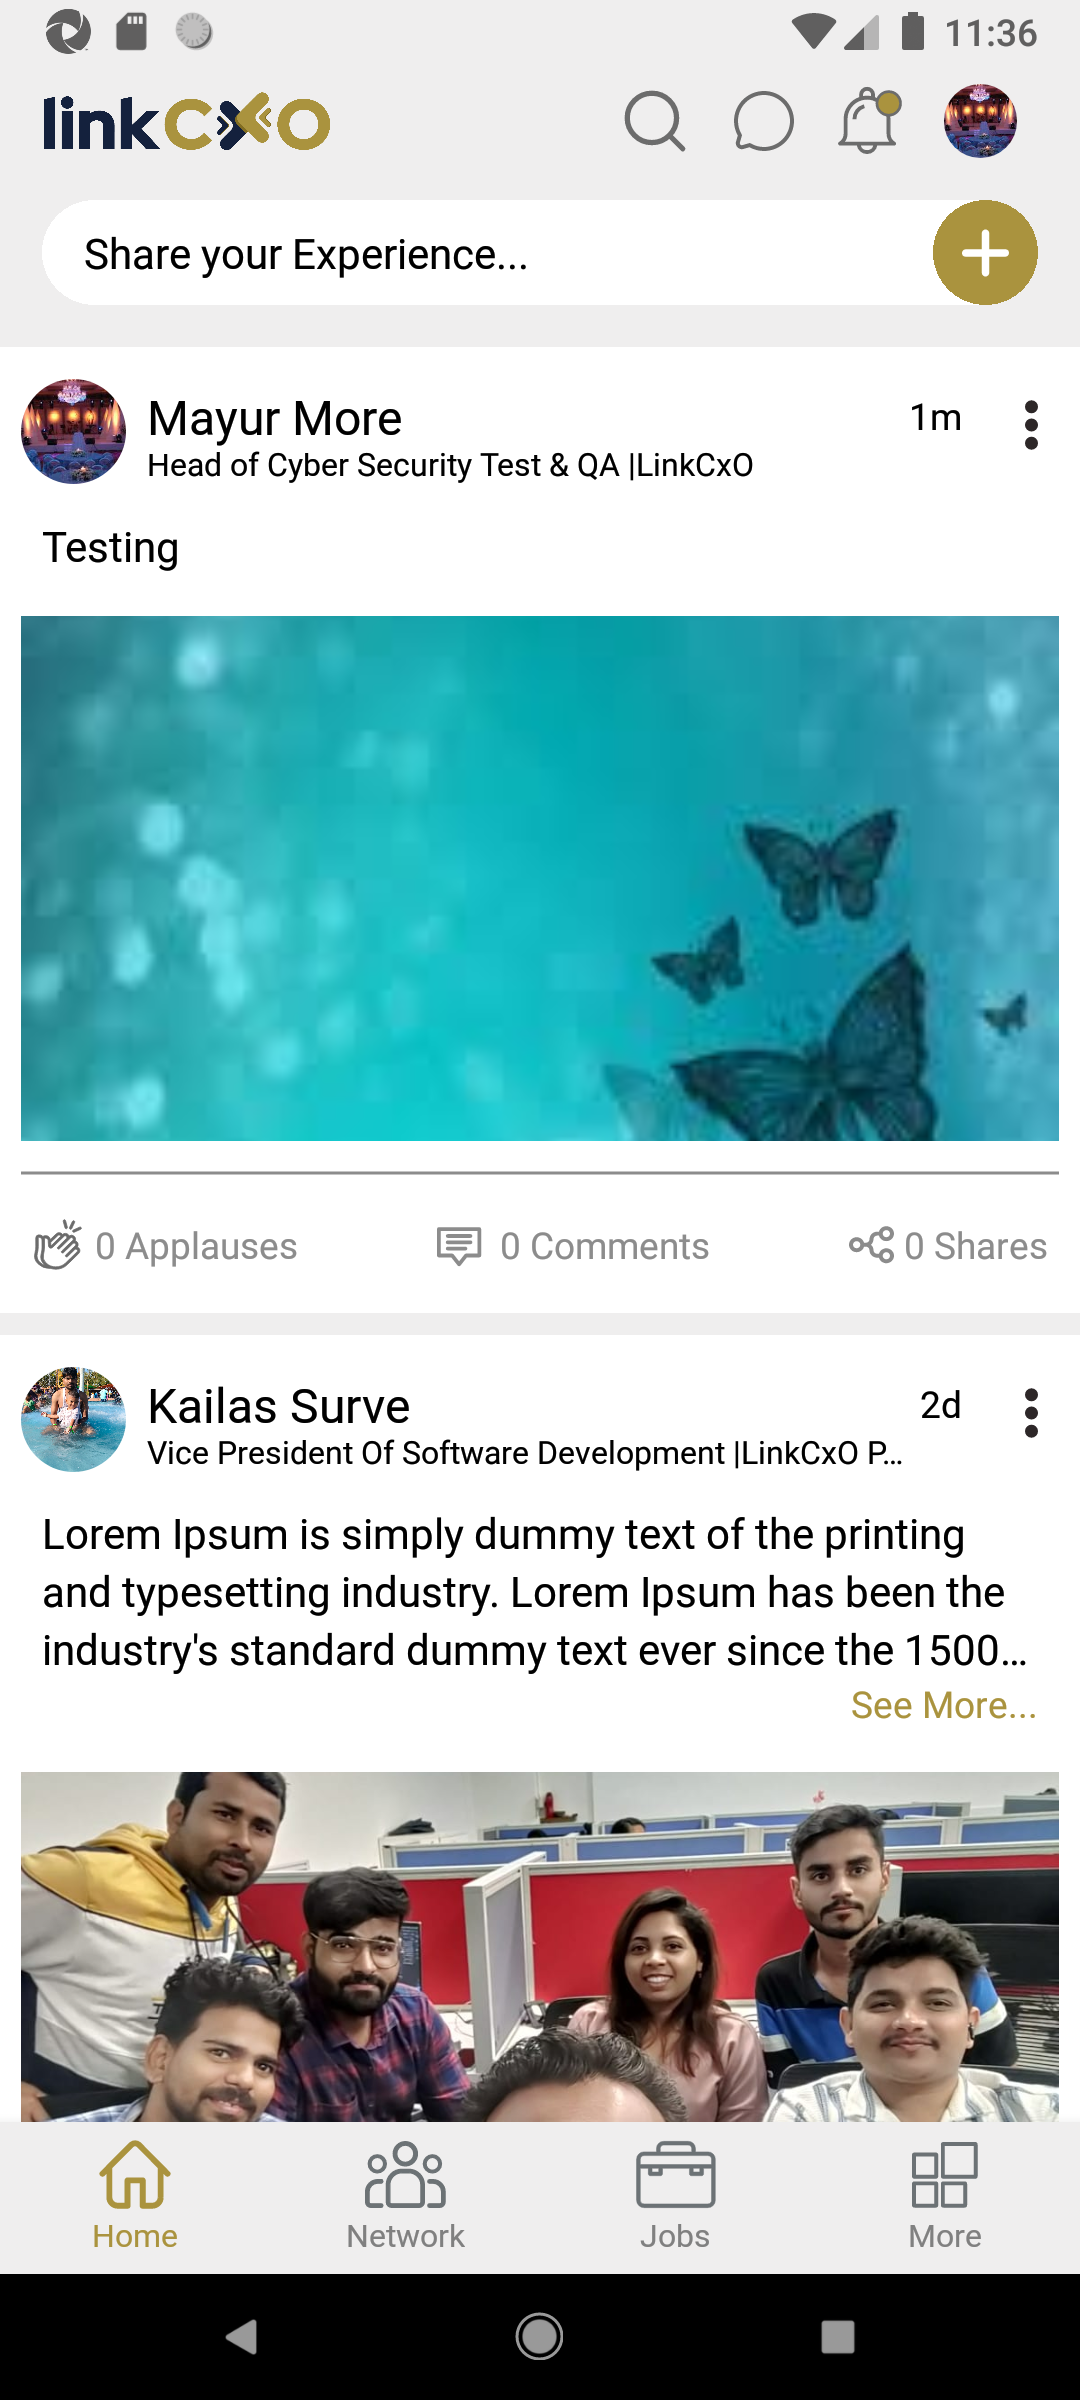 11:36
linkCXO
Share your Experience...
Mayur More
1m
Head of Cyber Security Test & QA |LinkCxO
Testing
0 Applauses
0 Comments
0 Shares
Kailas Surve
2d
Vice President Of Software Development |LinkCxO P...
Lorem Ipsum is simply dummy text of the printing
and typesetting industry. Lorem Ipsum has been the
industry's standard dummy text ever since the 1500...
See More...
Home
Network
Jobs
More